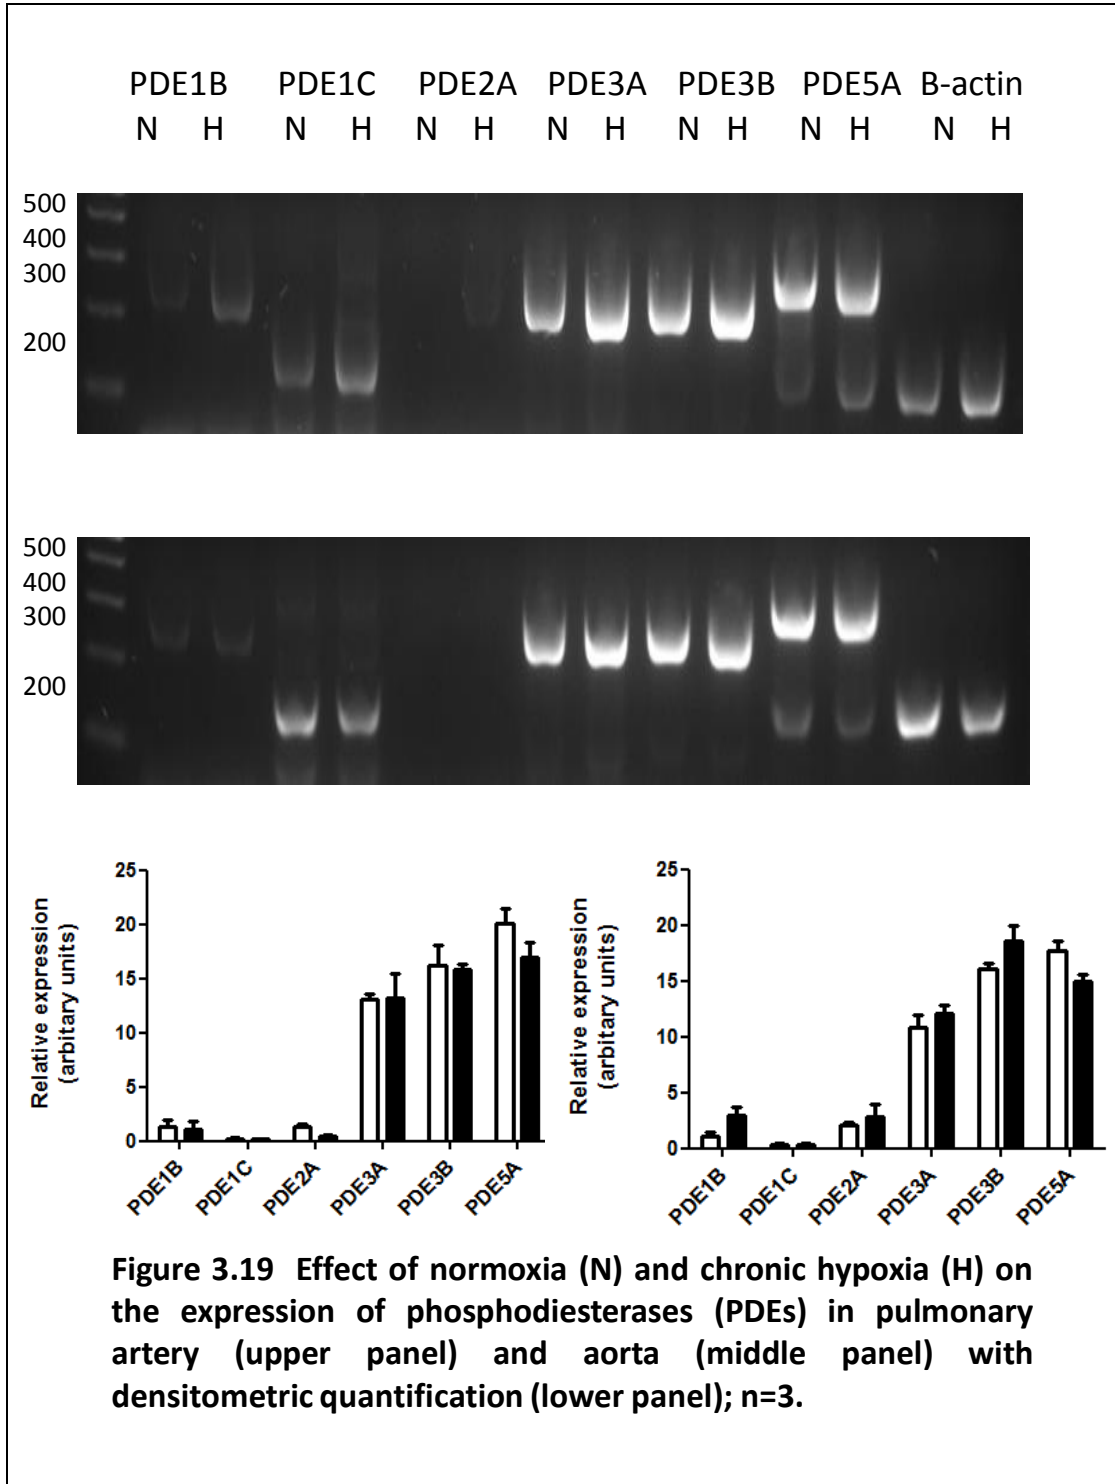 PDE1B PDE1C PDE2A PDE3A PDE3B PDE5A B-actin
N H N H N H N H N H N H N H
500
400
300
200
500
400
300
200
Relative expression
(arbitary units)
25
20
15
10
5
0
PDE1B PDE1C PDE2A PDE3A PDE3B PDE5A
Relative expression
(arbitrary units)
25
20
15
10
5
0
PDE1B PDE1C PDE2A PDE3A PDE3B PDE5A
Figure 3.19 Effect of normoxia (N) and chronic hypoxia (H) on
the expression of phosphodiesterases (PDEs) in pulmonary
artery (upper panel) and aorta (middle panel) with
densitometric quantification (lower panel); n=3.